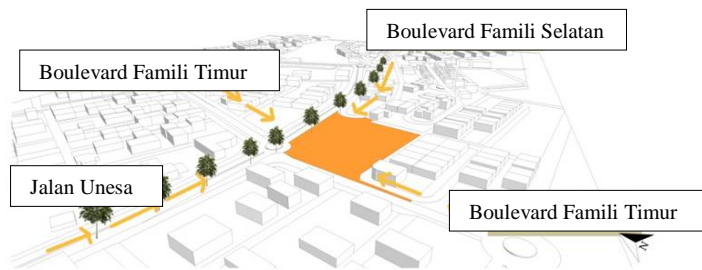 Boulevard Famili Selatan
Boulevard Famili Timur
Jalan Unesa
Boulevard Famili Timur
N